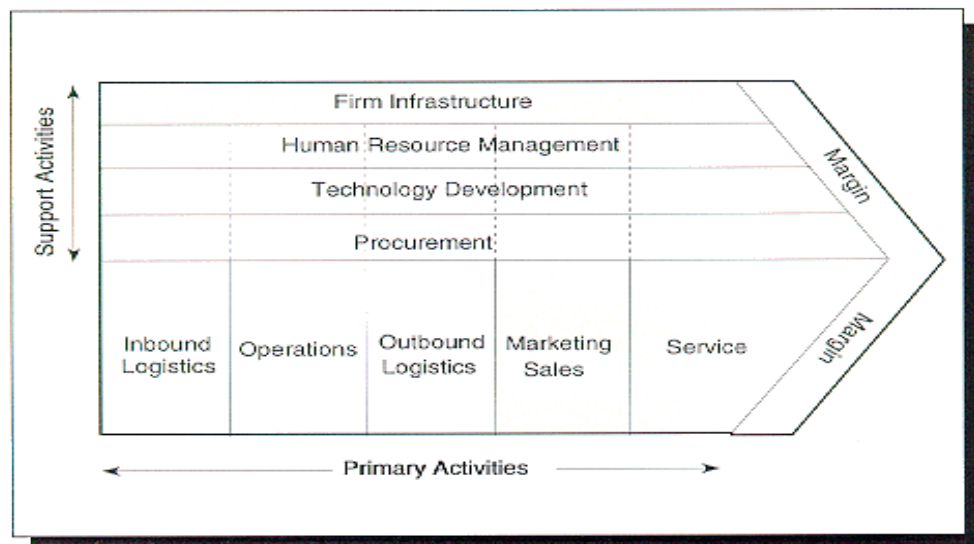 Firm Infrastructure
Human Resource Management
Technology Development
Procurement
Support Activities
Inbound
Logistics
Operations
Outbound
Logistics
Marketing
Sales
Service
Margin
Margin
Primary Activities